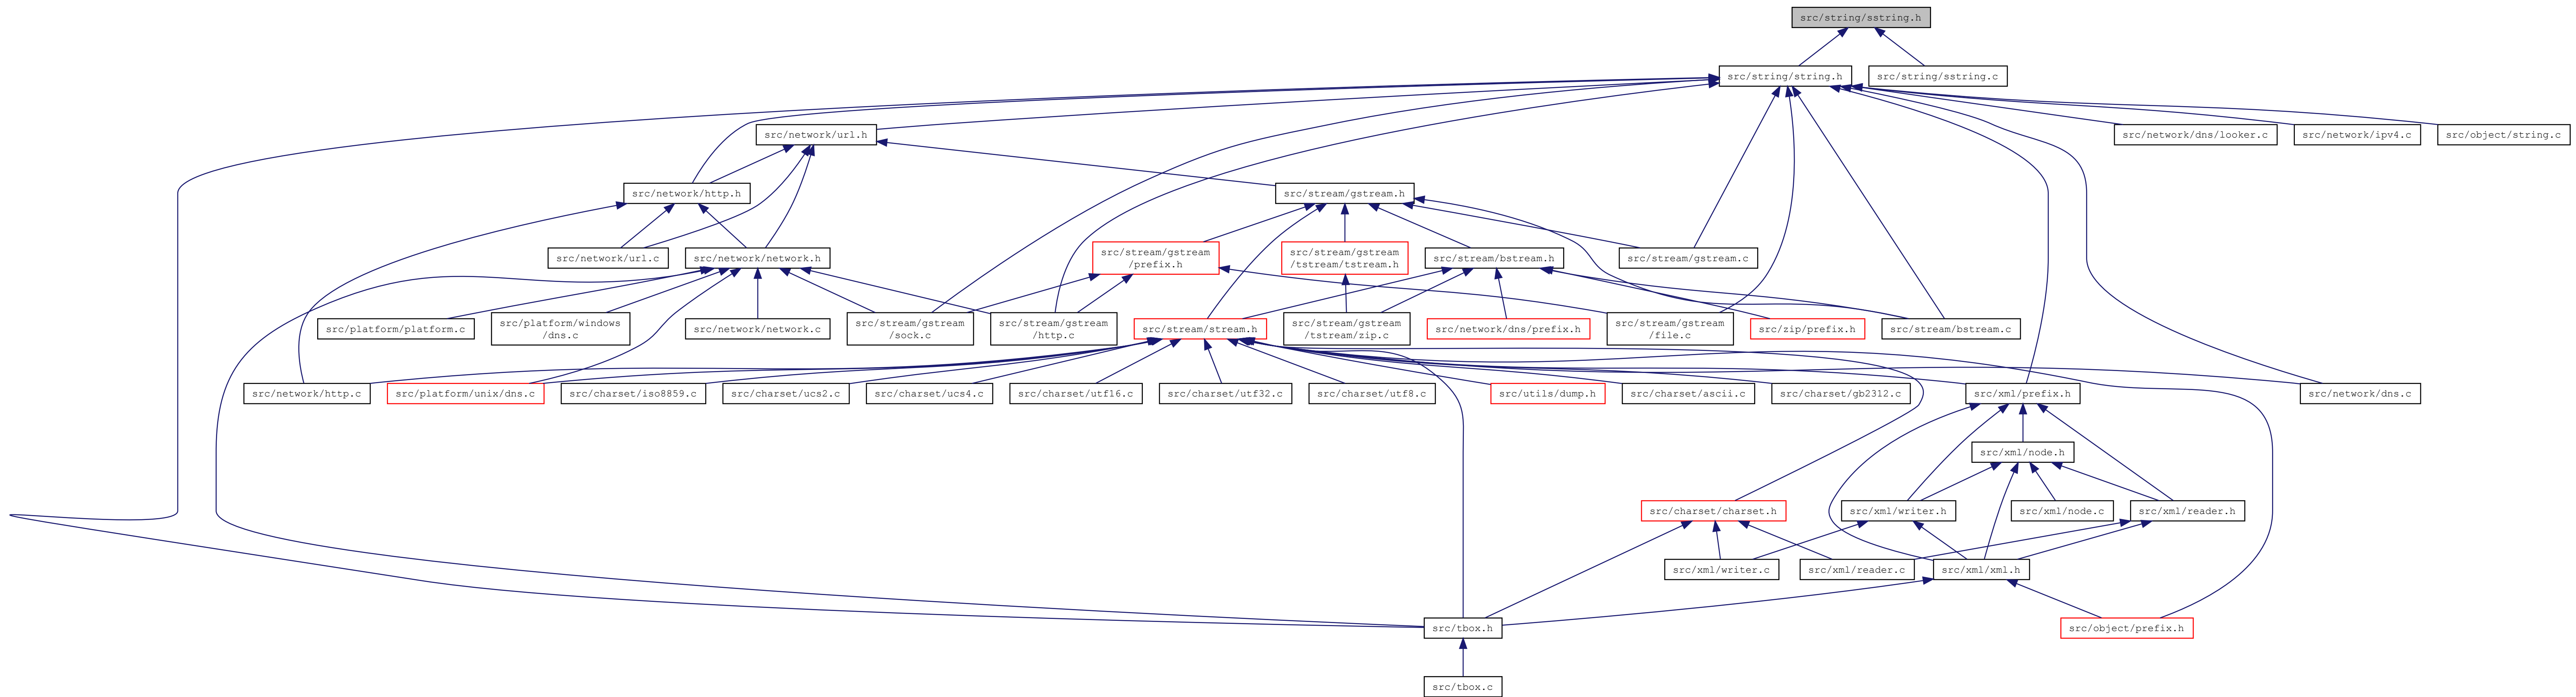 src/string/sstring.h
src/string/string.h
src/string/sstring.c
src/network/url.h
src/network/dns/looker.c
src/network/ipv4.c
src/object/string.c
src/network/http.h
src/stream/gstream.h
src/network/url.c
src/network/network.h
src/stream/gstream
/prefix.h
src/stream/gstream
/tstream/tstream.h
src/stream/bstream.h
src/stream/gstream.c
src/platform/platform.c
src/platform/windows
/dns.c
src/network/network.c
src/stream/gstream
/sock.c
src/stream/gstream
/http.c
src/stream/stream.h
src/stream/gstream
/tstream/zip.c
src/network/dns/prefix.h
src/zip/prefix.h
src/stream/gstream
/file.c
src/stream/bstream.c
src/network/http.c
src/platform/unix/dns.c
src/charset/iso8859.c
src/charset/ucs2.c
src/charset/ucs4.c
src/charset/utf16.c
src/charset/utf32.c
src/charset/utf8.c
src/utils/dump.h
src/charset/ascii.c
src/charset/gb2312.c
src/xml/prefix.h
src/network/dns.c
src/xml/node.h
src/charset/charset.h
src/xml/writer.h
src/xml/node.c
src/xml/reader.h
src/xml/writer.c
src/xml/reader.c
src/xml/xml.h
src/tbox.h
src/object/prefix.h
src/tbox.c